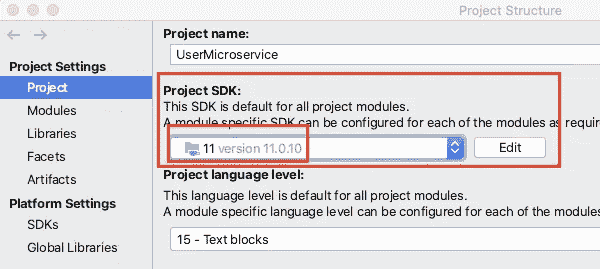 Project Structure
Project name:
UserMicroservice
Project Settings
Project
Modules
Libraries
Facets
Artifacts
Platform Settings
SDKs
Global Libraries
Project SDK:
This SDK is default for all project modules.
A module specific SDK can be configured for each of the modules as requir
11 version 11.0.10
Edit
Project language level:
This language level is default for all project modules.
A module specific language level can be configured for each of the modules
15 - Text blocks